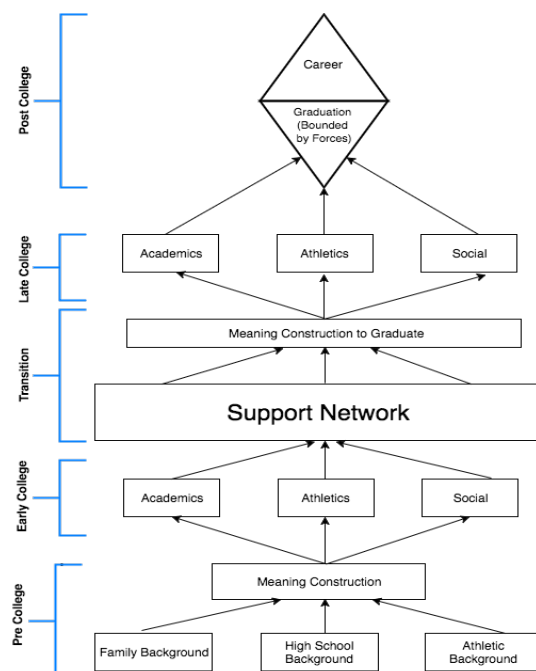 Post College
Career
Graduation
(Bounded
by Forces)
Late College
Academics
Athletics
Social
Transition
Meaning Construction to Graduate
Support Network
Early College
Academics
Athletics
Social
Pre College
Meaning Construction
Family Background
High School
Background
Athletic
Background